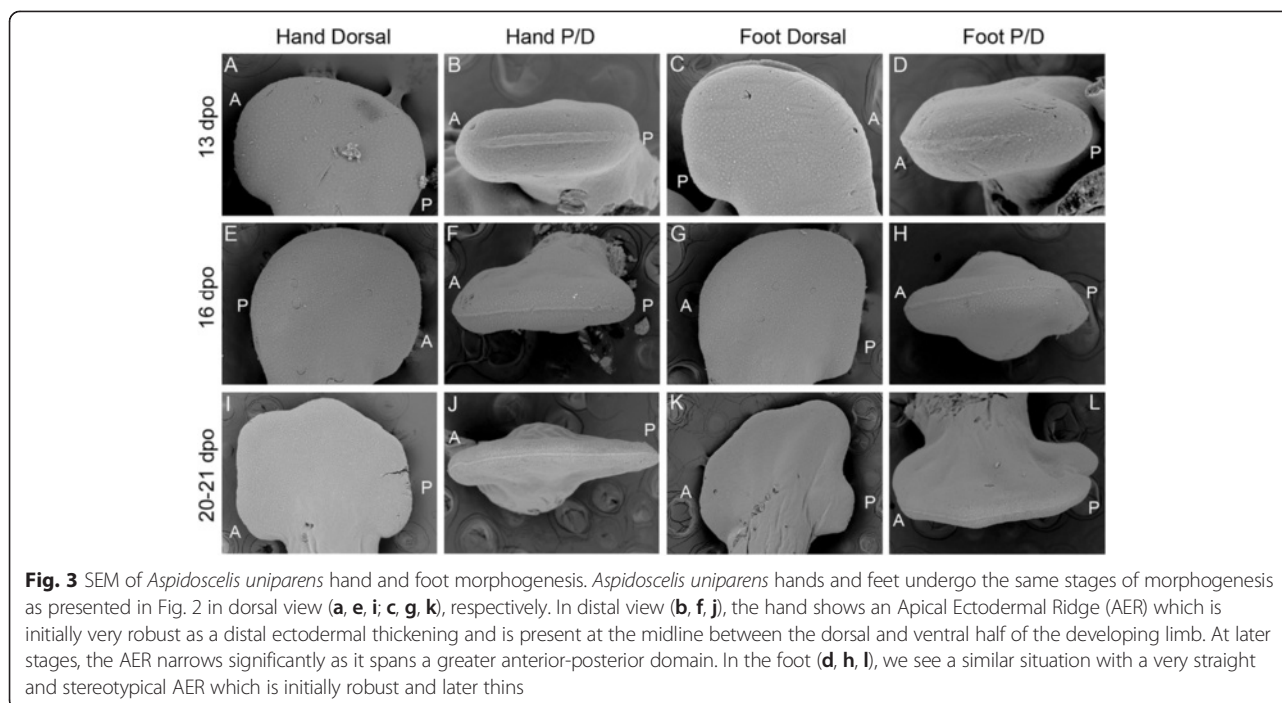 Hand Dorsal Hand P/D Foot Dorsal Foot P/D
13 dpo
A A P
B A P
C A P
D A P
16 dpo
E P A
F A P
G A P
H A P
20-21 dpo
I A P
J A P
K A P
L A P
Fig. 3 SEM of Aspidoscelis uniparens hand and foot morphogenesis. Aspidoscelis uniparens hands and feet undergo the same stages of morphogenesis
as presented in Fig. 2 in dorsal view (a, e, i; c, g, k), respectively. In distal view (b, f, j), the hand shows an Apical Ectodermal Ridge (AER) which is
initially very robust as a distal ectodermal thickening and is present at the midline between the dorsal and ventral half of the developing limb. At later
stages, the AER narrows significantly as it spans a greater anterior-posterior domain. In the foot (d, h, l), we see a similar situation with a very straight
and stereotypical AER which is initially robust and later thins